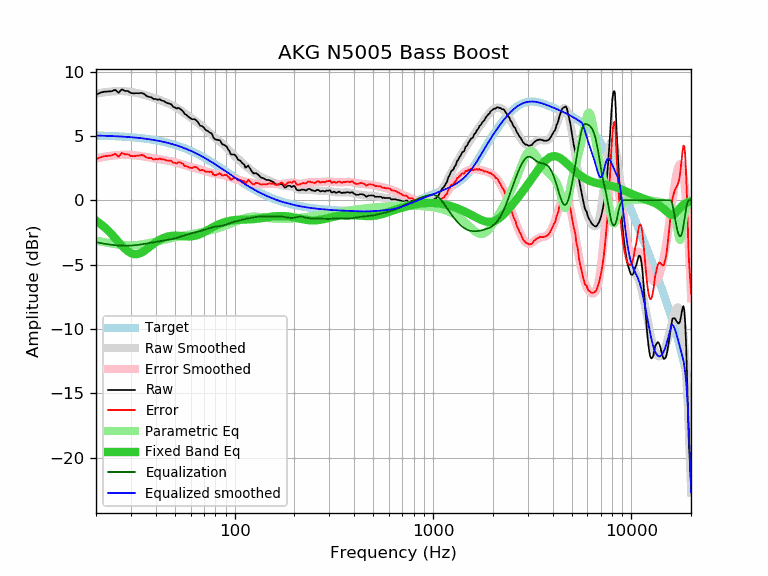 AKG N5005 Bass Boost
10
5
0
−5
−10
−15
−20
Amplitude (dBr)
Target
Raw Smoothed
Error Smoothed
Raw
Error
Parametric Eq
Fixed Band Eq
Equalization
Equalized smoothed
100
1000
10000
Frequency (Hz)